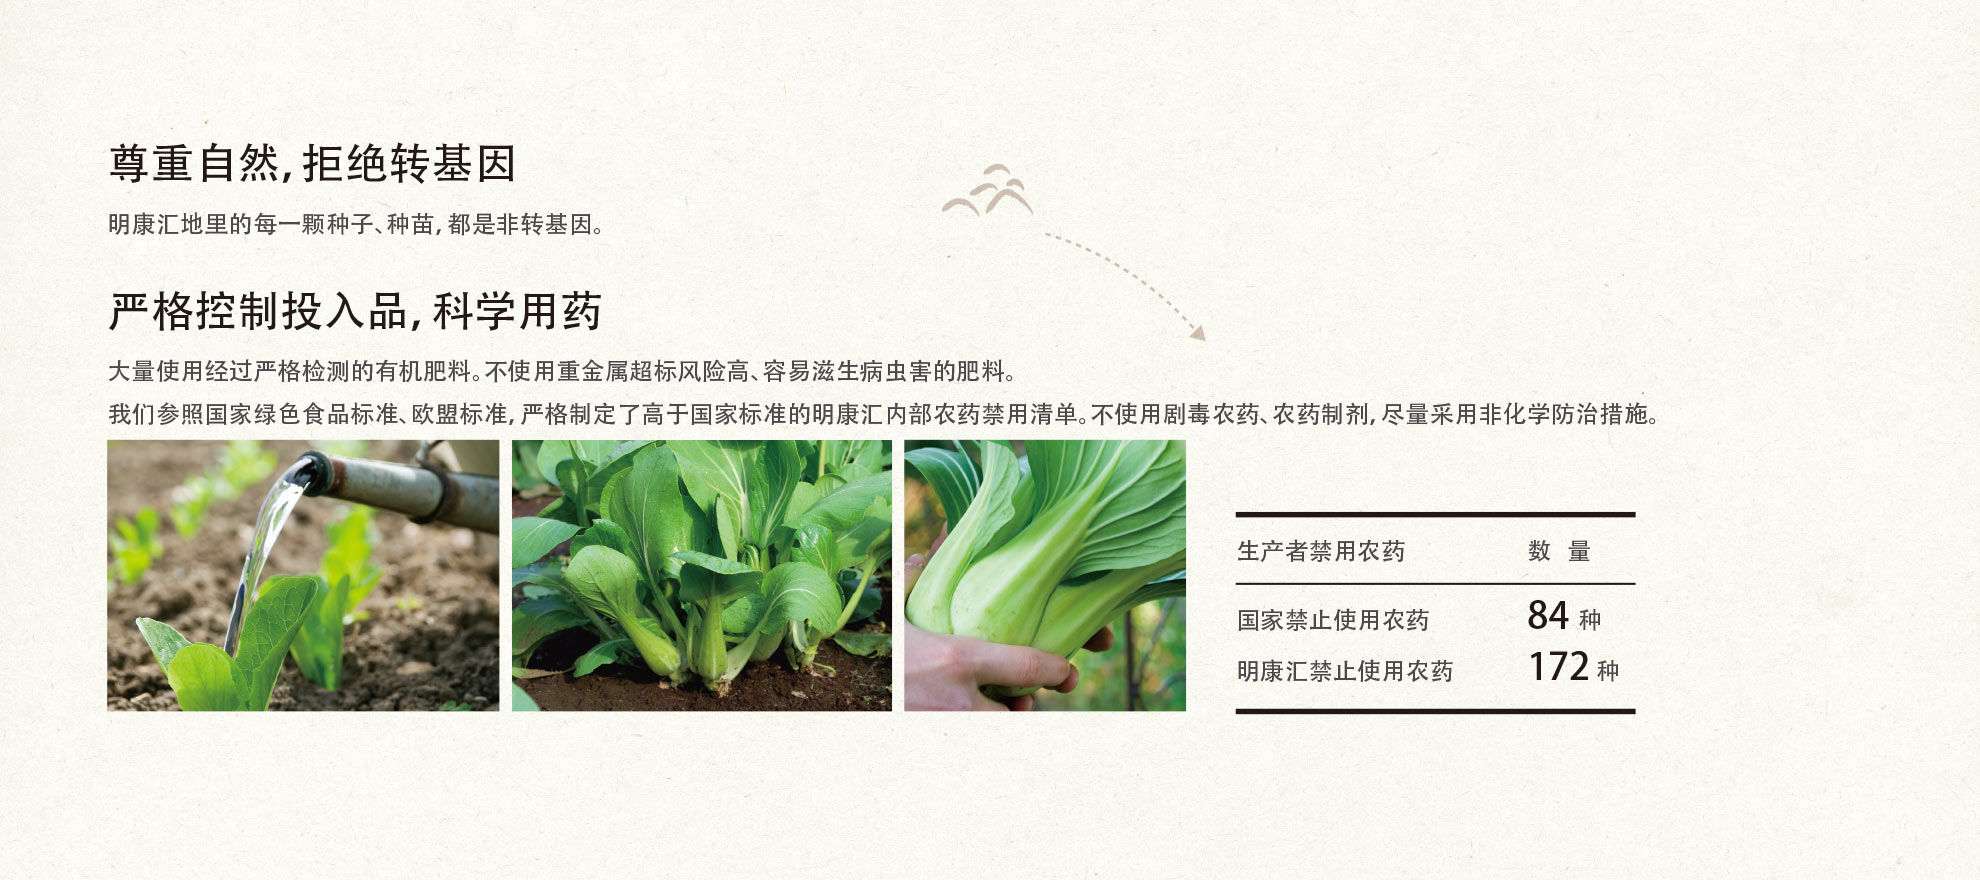 尊重自然,拒绝转基因
明康汇地里的每一颗种子、种苗,都是非转基因。
严格控制投入品,科学用药
大量使用经过严格检测的有机肥料。不使用重金属超标风险高、容易滋生病虫害的肥料。
我们参照国家绿色食品标准、欧盟标准,严格制定了高于国家标准的明康汇内部农药禁用清单。不使用剧毒农药、农药制剂,尽量采用非化学防治措施。
生产者禁用农药 数 量
国家禁止使用农药 84 种
明康汇禁止使用农药 172 种